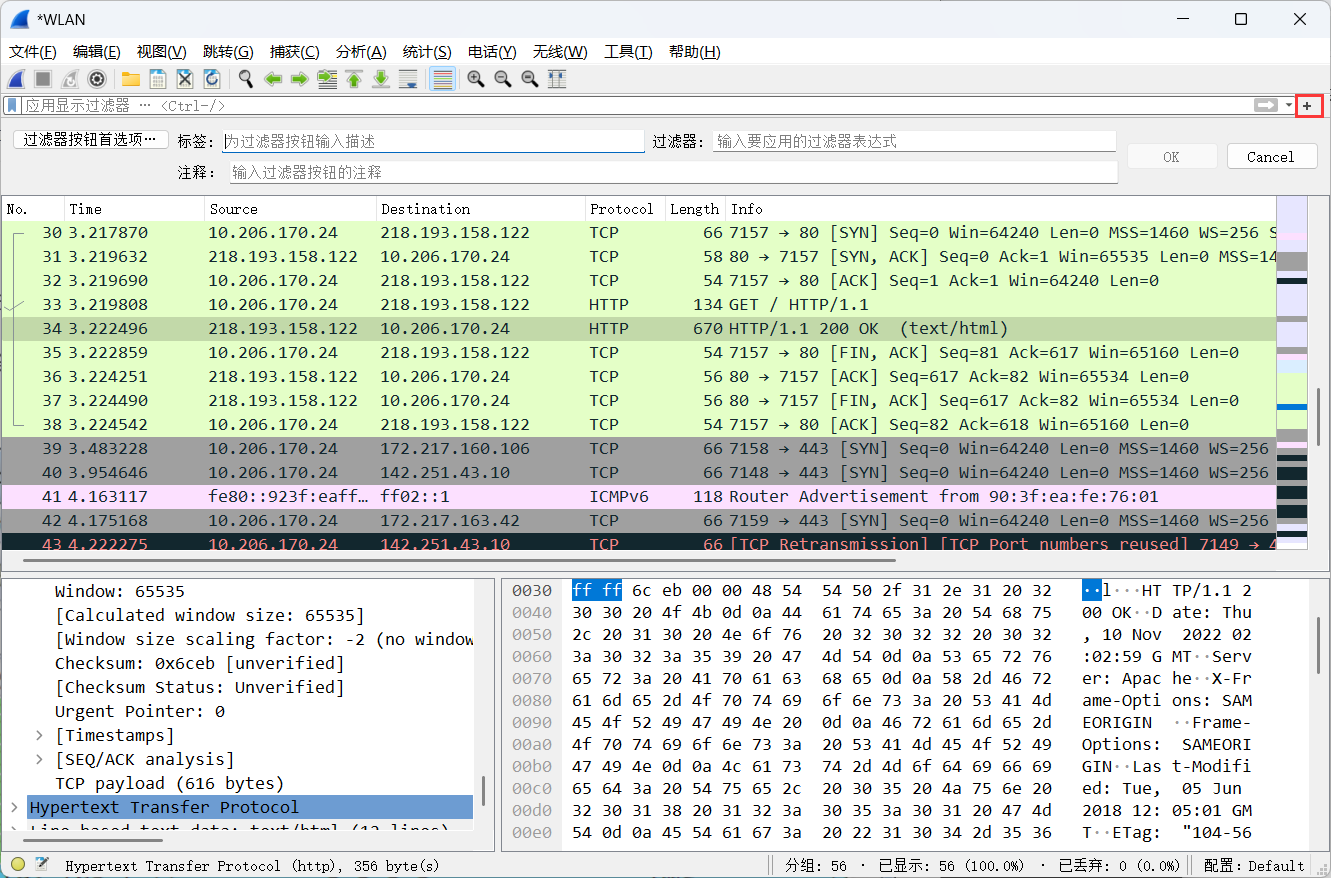 *WLAN
文件(F) 编辑(E) 视图(V) 跳转(G) 捕获(C) 分析(A) 统计(S) 电话(Y) 无线(W) 工具(T) 帮助(H)
应用显示过滤器 … <Ctrl-/> +
过滤器按钮首选项… 标签: 为过滤器按钮输入描述 过滤器: 输入要应用的过滤器表达式 OK Cancel
注释: 输入过滤器按钮的注释
No. Time Source Destination Protocol Length Info
30 3.217870 10.206.170.24 218.193.158.122 TCP 66 7157 → 80 [SYN] Seq=0 Win=64240 Len=0 MSS=1460 WS=256 S
31 3.219632 218.193.158.122 10.206.170.24 TCP 58 80 → 7157 [SYN, ACK] Seq=0 Ack=1 Win=65535 Len=0 MSS=14
32 3.219690 10.206.170.24 218.193.158.122 TCP 54 7157 → 80 [ACK] Seq=1 Ack=1 Win=64240 Len=0
33 3.219808 10.206.170.24 218.193.158.122 HTTP 134 GET / HTTP/1.1
34 3.222496 218.193.158.122 10.206.170.24 HTTP 670 HTTP/1.1 200 OK (text/html)
35 3.222859 10.206.170.24 218.193.158.122 TCP 54 7157 → 80 [FIN, ACK] Seq=81 Ack=617 Win=65160 Len=0
36 3.224251 218.193.158.122 10.206.170.24 TCP 56 80 → 7157 [ACK] Seq=617 Ack=82 Win=65534 Len=0
37 3.224490 218.193.158.122 10.206.170.24 TCP 56 80 → 7157 [FIN, ACK] Seq=617 Ack=82 Win=65534 Len=0
38 3.224542 10.206.170.24 218.193.158.122 TCP 54 7157 → 80 [ACK] Seq=82 Ack=618 Win=65160 Len=0
39 3.483228 10.206.170.24 172.217.160.106 TCP 66 7158 → 443 [SYN] Seq=0 Win=64240 Len=0 MSS=1460 WS=256
40 3.954646 10.206.170.24 142.251.43.10 TCP 66 7148 → 443 [SYN] Seq=0 Win=64240 Len=0 MSS=1460 WS=256
41 4.163117 fe80::923f:eaff… ff02::1 ICMPv6 118 Router Advertisement from 90:3f:ea:fe:76:01
42 4.175168 10.206.170.24 172.217.163.42 TCP 66 7159 → 443 [SYN] Seq=0 Win=64240 Len=0 MSS=1460 WS=256
43 4.222275 10.206.170.24 142.251.43.10 TCP 66 [TCP Retransmission] [TCP Port numbers reused] 7149 → 4
Window: 65535
[Calculated window size: 65535]
[Window size scaling factor: -2 (no window
Checksum: 0x6ceb [unverified]
[Checksum Status: Unverified]
Urgent Pointer: 0
[Timestamps]
[SEQ/ACK analysis]
TCP payload (616 bytes)
Hypertext Transfer Protocol
Line-based text data: text/html (12 lines)
0030 ff ff 6c eb 00 00 48 54 54 50 2f 31 2e 31 20 32 ··l···HT TP/1.1 2
0040 30 30 20 4f 4b 0d 0a 44 61 74 65 3a 20 54 68 75 00 OK··D ate: Thu
0050 2c 20 31 30 20 4e 6f 76 20 32 30 32 32 20 30 32 , 10 Nov 2022 02
0060 3a 30 32 3a 35 39 20 47 4d 54 0d 0a 53 65 72 76 :02:59 G MT··Serv
0070 65 72 3a 20 41 70 61 63 68 65 0d 0a 58 2d 46 72 er: Apac he··X-Fr
0080 61 6d 65 2d 4f 70 74 69 6f 6e 73 3a 20 53 41 4d ame-Opti ons: SAM
0090 45 4f 52 49 47 49 4e 20 0d 0a 46 72 61 6d 65 2d EORIGIN ··Frame-
00a0 4f 70 74 69 6f 6e 73 3a 20 53 41 4d 45 4f 52 49 Options: SAMEORI
00b0 47 49 4e 0d 0a 4c 61 73 74 2d 4d 6f 64 69 66 69 GIN··Las t-Modifi
00c0 65 64 3a 20 54 75 65 2c 20 30 35 20 4a 75 6e 20 ed: Tue, 05 Jun
00d0 32 30 31 38 20 31 32 3a 30 35 3a 30 31 20 47 4d 2018 12: 05:01 GM
00e0 54 0d 0a 45 54 61 67 3a 20 22 31 30 34 2d 35 36 T··ETag: "104-56
Hypertext Transfer Protocol (http), 356 byte(s) 分组: 56 · 已显示: 56 (100.0%) · 已丢弃: 0 (0.0%) 配置: Default